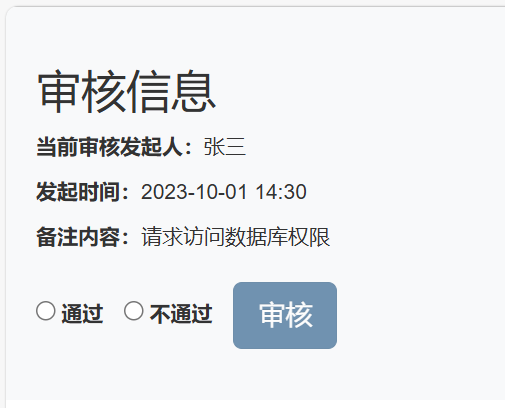 审核信息
当前审核发起人：张三
发起时间：2023-10-01 14:30
备注内容：请求访问数据库权限
通过 不通过 审核